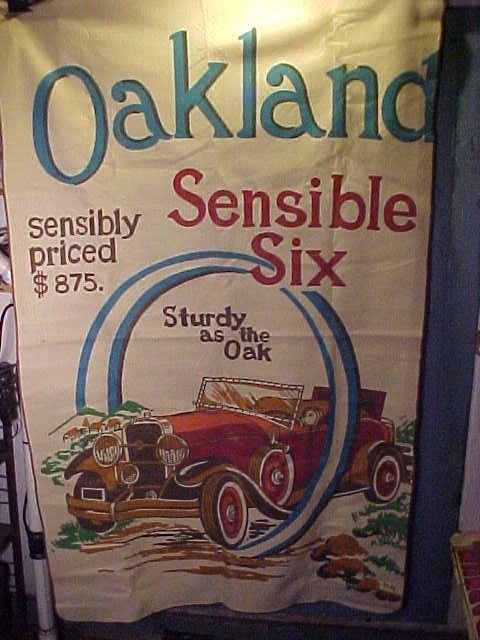 Oakland
Sensible
Six
sensibly
priced
$ 875.
Sturdy
as the
Oak